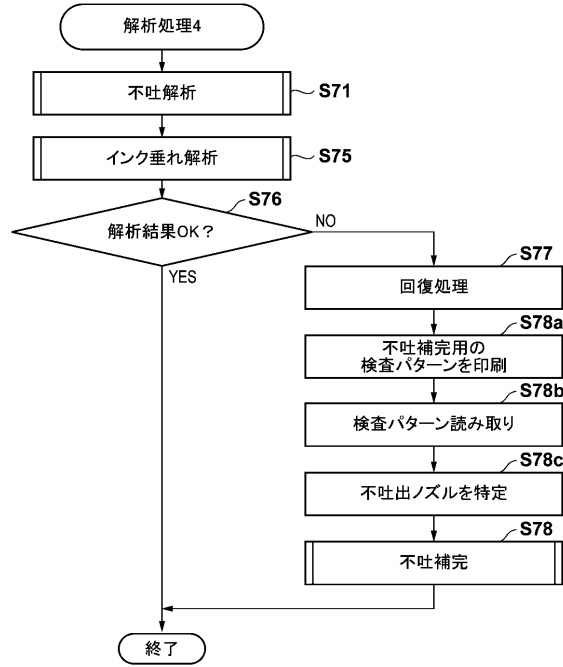 解析処理4
不吐解析
S71
インク垂れ解析
S75
S76
解析結果OK?
NO
YES
S77
回復処理
S78a
不吐補完用の
検査パターンを印刷
S78b
検査パターン読み取り
S78c
不吐出ノズルを特定
S78
不吐補完
終了